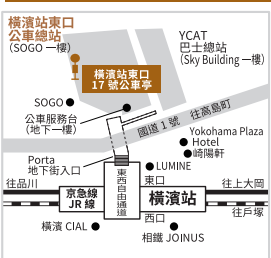 橫濱站東口
公車總站
（SOGO 一樓）
YCAT
巴士總站
（Sky Building 一樓）
橫濱站東口
17 號公車亭
SOGO
公車服務台
（地下一樓）
國道 1 號
往高島町
Yokohama Plaza
Hotel
崎陽軒
Porta
地下街入口
LUMINE
往品川
東口
往上大岡
京急線
JR 線
東西自由通道
橫濱站
往戶塚
西口
橫濱 CIAL
相鐵 JOINUS